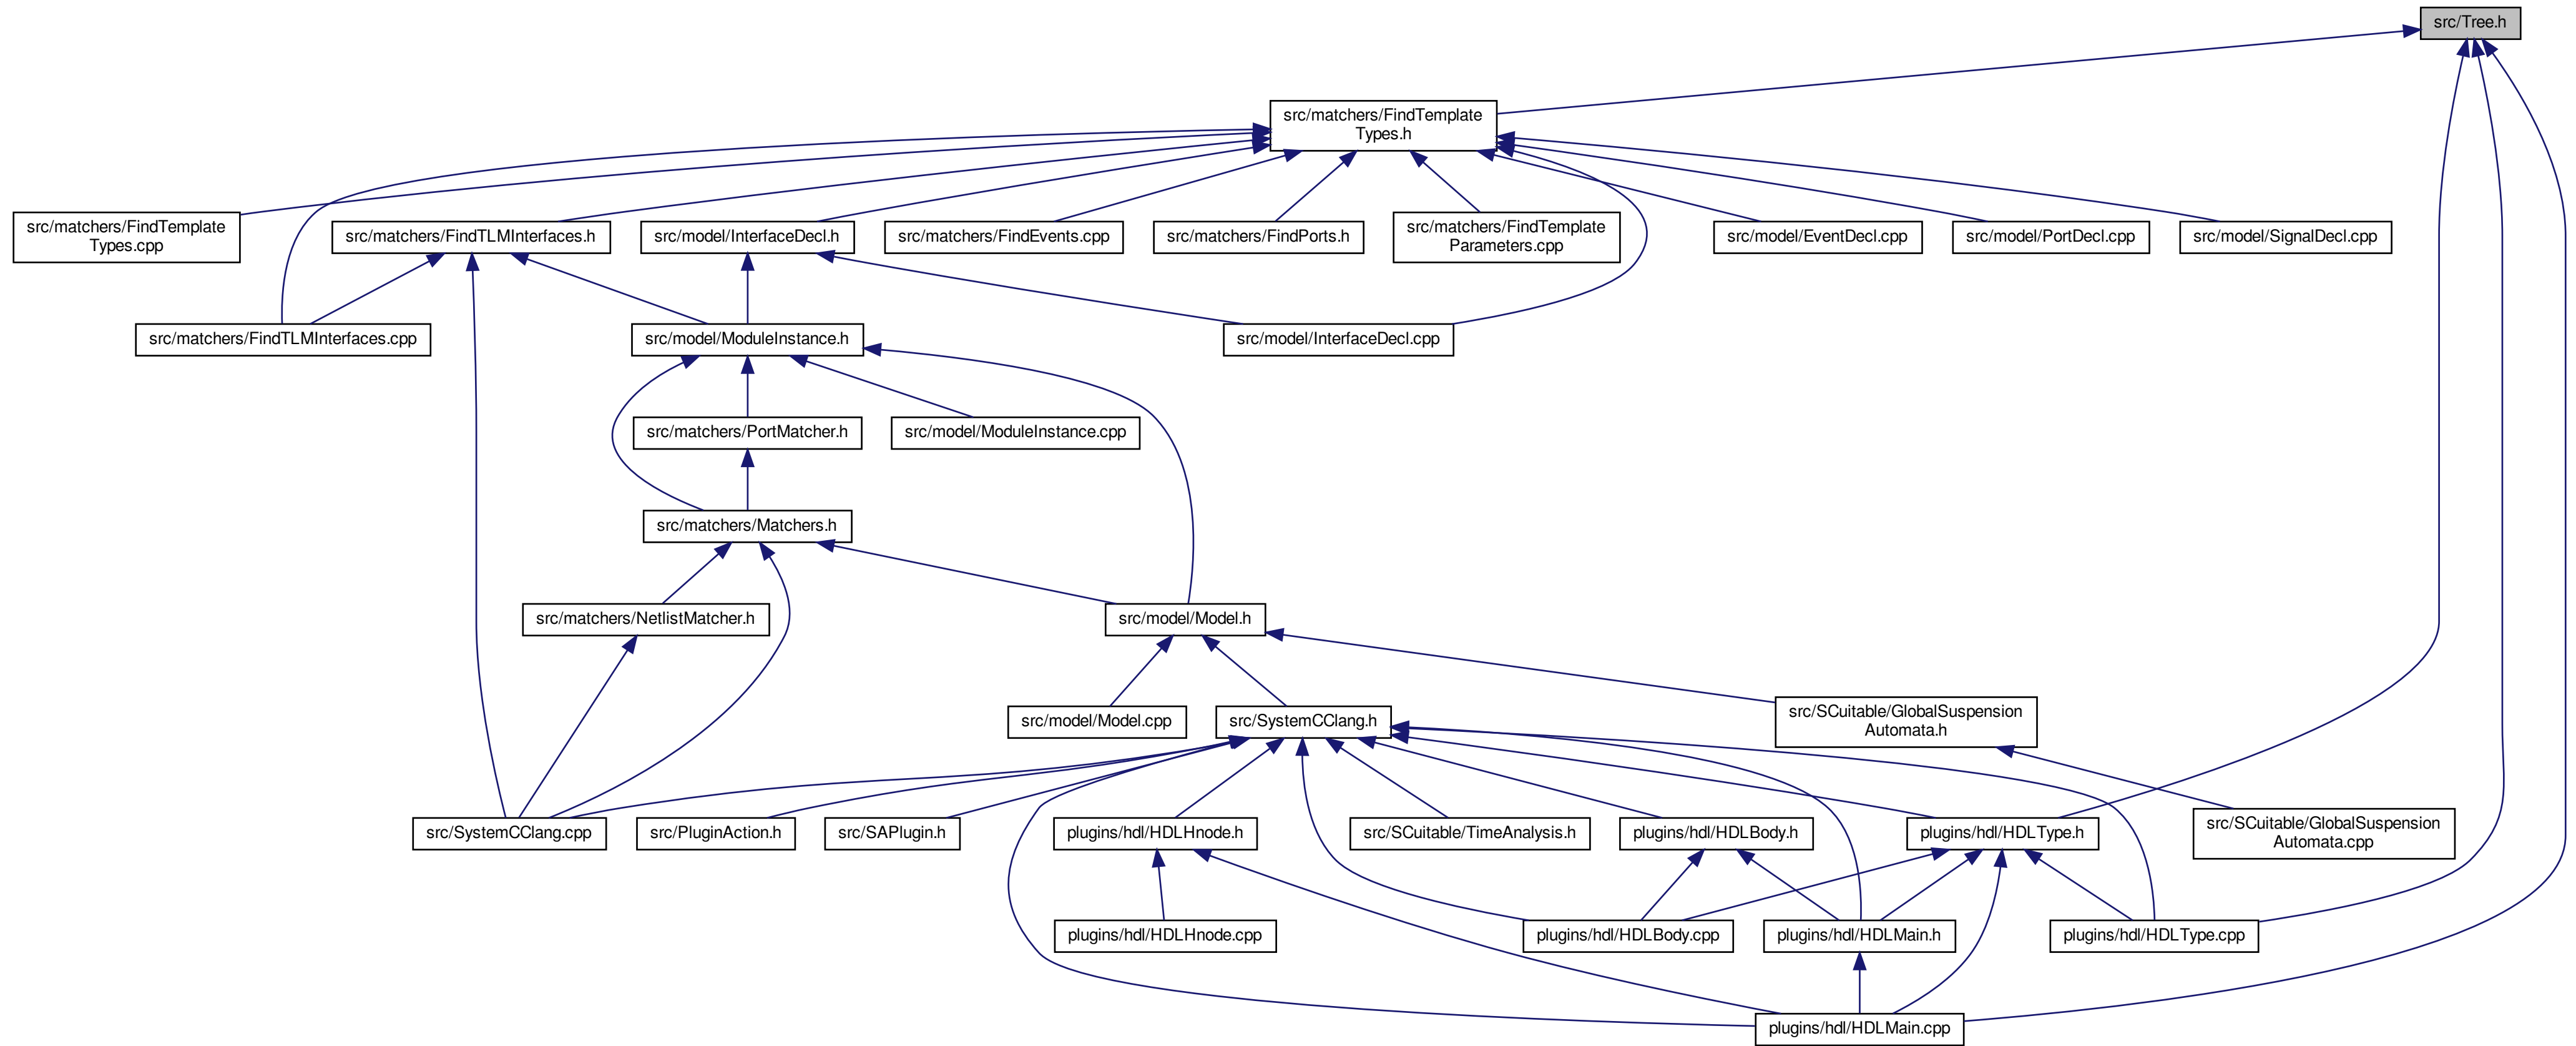 src/Tree.h
src/matchers/FindTemplate
Types.h
src/matchers/FindTemplate
Types.cpp
src/matchers/FindTLMInterfaces.h
src/model/InterfaceDecl.h
src/matchers/FindEvents.cpp
src/matchers/FindPorts.h
src/matchers/FindTemplate
Parameters.cpp
src/model/EventDecl.cpp
src/model/PortDecl.cpp
src/model/SignalDecl.cpp
src/matchers/FindTLMInterfaces.cpp
src/model/ModuleInstance.h
src/model/InterfaceDecl.cpp
src/matchers/PortMatcher.h
src/model/ModuleInstance.cpp
src/matchers/Matchers.h
src/matchers/NetlistMatcher.h
src/model/Model.h
src/model/Model.cpp
src/SystemCClang.h
src/SCuitable/GlobalSuspension
Automata.h
src/SystemCClang.cpp
src/PluginAction.h
src/SAPlugin.h
plugins/hdl/HDLHnode.h
src/SCuitable/TimeAnalysis.h
plugins/hdl/HDLBody.h
plugins/hdl/HDLType.h
src/SCuitable/GlobalSuspension
Automata.cpp
plugins/hdl/HDLHnode.cpp
plugins/hdl/HDLBody.cpp
plugins/hdl/HDLMain.h
plugins/hdl/HDLType.cpp
plugins/hdl/HDLMain.cpp